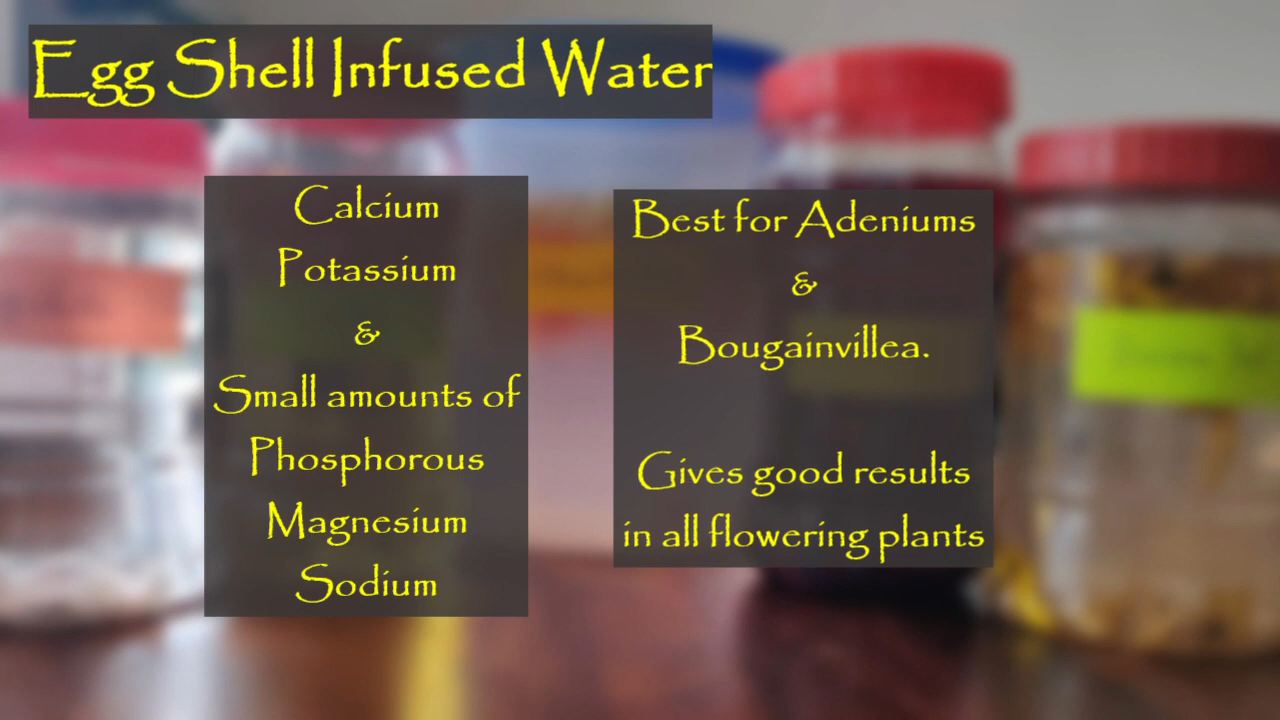 Egg Shell Infused Water
Calcium
Potassium
&
Small amounts of
Phosphorous
Magnesium
Sodium
Best for Adeniums
&
Bougainvillea.
Gives good results
in all flowering plants